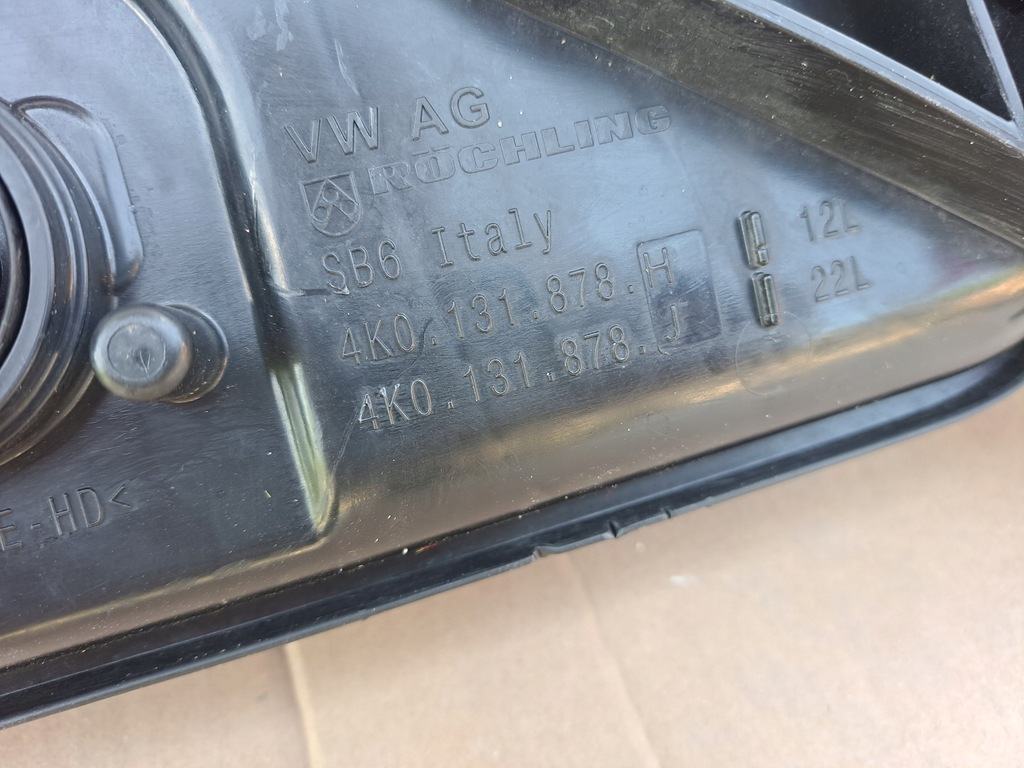 VW AG
RÖCHLING
SB6 Italy
4K0.131.878.H
4K0.131.878.J
12L
22L
E-HD<